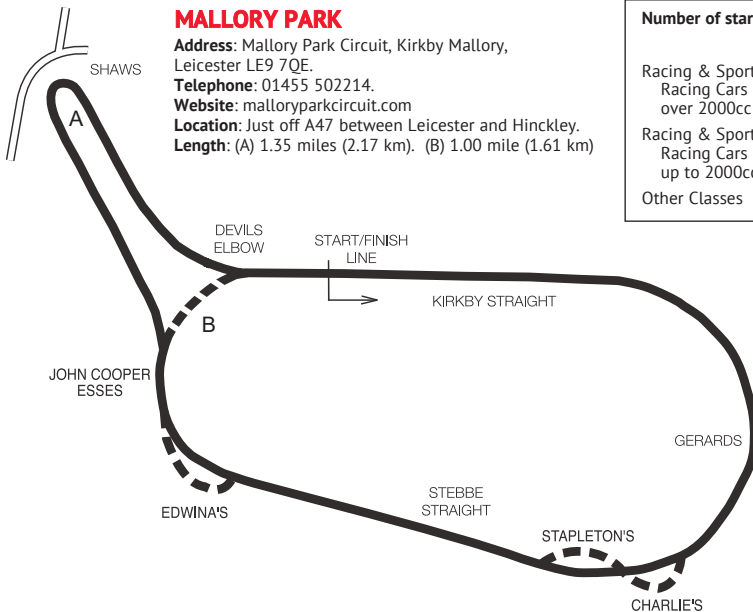 MALLORY PARK
Address: Mallory Park Circuit, Kirkby Mallory,
Leicester LE9 7QE.
Telephone: 01455 502214.
Website: malloryparkcircuit.com
Location: Just off A47 between Leicester and Hinckley.
Length: (A) 1.35 miles (2.17 km). (B) 1.00 mile (1.61 km)
Number of star
Racing & Sport
Racing Cars
over 2000cc
Racing & Sport
Racing Cars
up to 2000c
Other Classes
SHAWS
A
DEVILS
ELBOW
START/FINISH
LINE
KIRKBY STRAIGHT
B
JOHN COOPER
ESSES
GERARDS
EDWINA'S
STEBBE
STRAIGHT
STAPLETON'S
CHARLIE'S